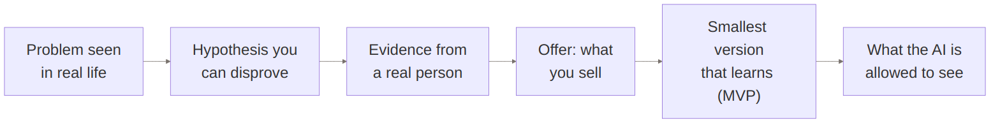 Problem seen
in real life
Hypothesis you
can disprove
Evidence from
a real person
Offer: what
you sell
Smallest
version
that learns
(MVP)
What the AI is
allowed to see